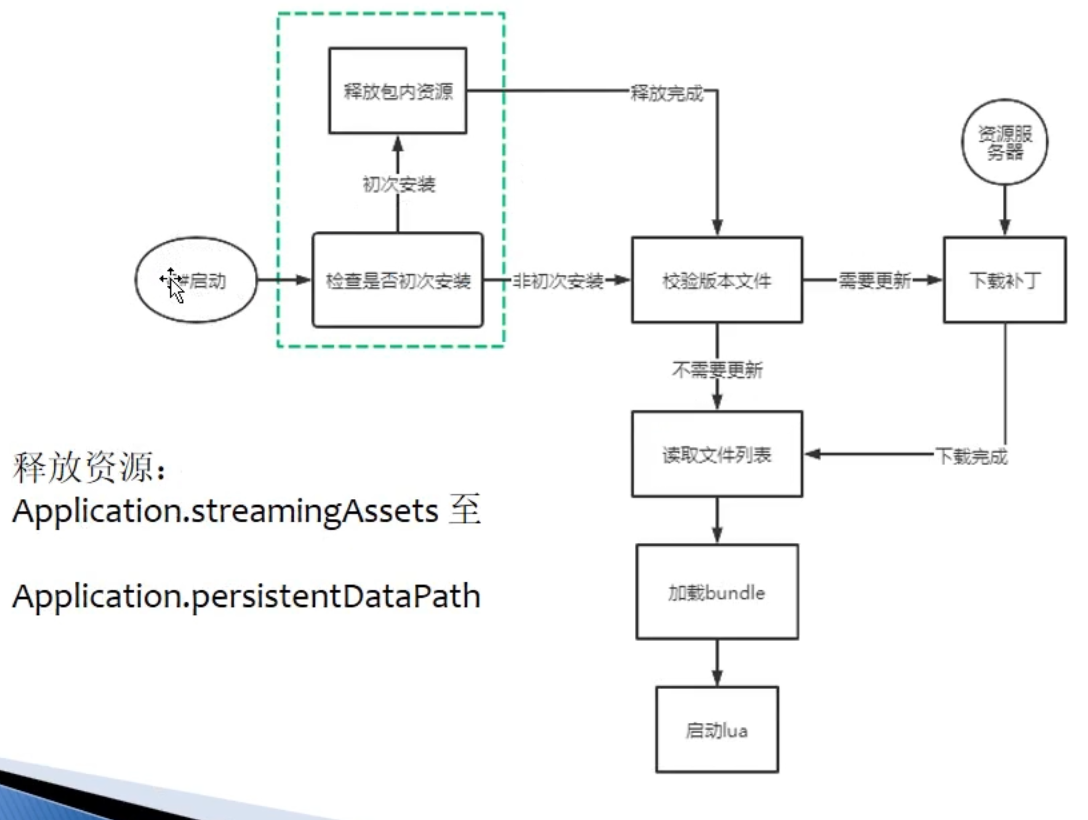 释放包内资源
释放完成
资源服
务器
初次安装
#启动
检查是否初次安装
非初次安装
校验版本文件
需要更新
下载补丁
不需要更新
读取文件列表
下载完成
释放资源：
Application.streamingAssets 至
Application.persistentDataPath
加载bundle
启动lua